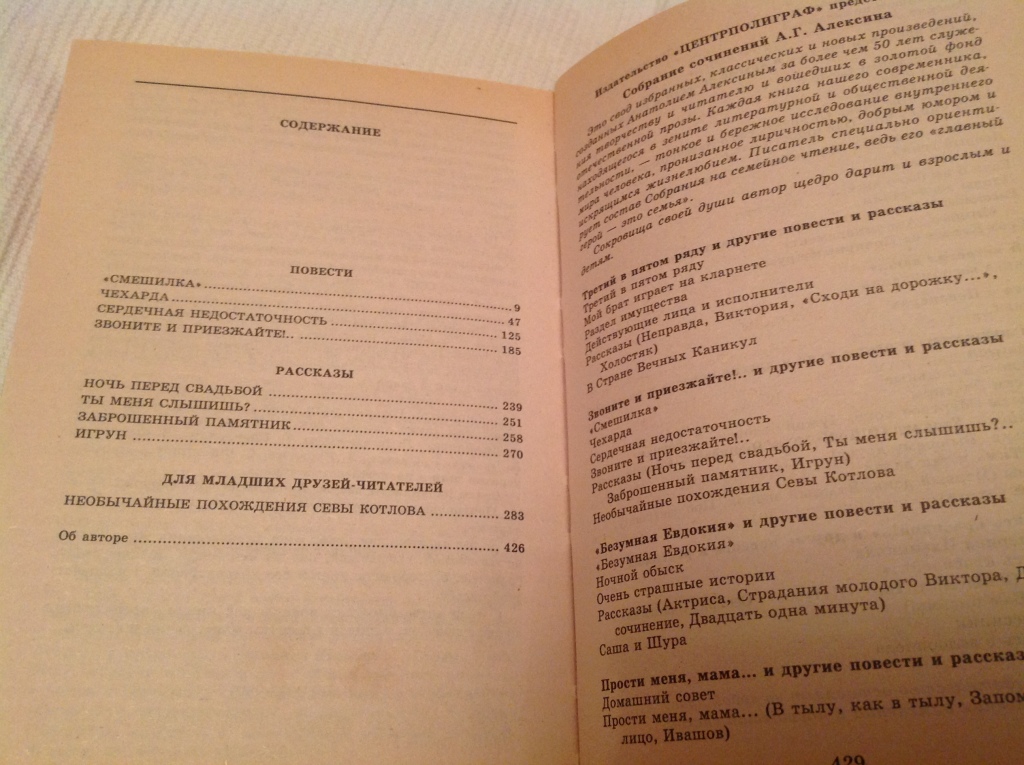 СОДЕРЖАНИЕ
ПОВЕСТИ
«СМЕШИЛКА» 9
ЧЕХАРДА 47
СЕРДЕЧНАЯ НЕДОСТАТОЧНОСТЬ 125
ЗВОНИТЕ И ПРИЕЗЖАЙТЕ!.. 185
РАССКАЗЫ
НОЧЬ ПЕРЕД СВАДЬБОЙ 239
ТЫ МЕНЯ СЛЫШИШЬ? 251
ЗАБРОШЕННЫЙ ПАМЯТНИК 258
ИГРУН 270
ДЛЯ МЛАДШИХ ДРУЗЕЙ-ЧИТАТЕЛЕЙ
НЕОБЫЧАЙНЫЕ ПОХОЖДЕНИЯ СЕВЫ КОТЛОВА 283
Об авторе 426
Издательство «ЦЕНТРПОЛИГРАФ»
Собрание сочинений А.Г. Алексина
Это свод избранных, классических и новых произведений,
созданных Анатолием Алексиным за более чем 50 лет служе-
ния творчеству и читателю и вошедших в золотой фонд
отечественной прозы. Каждая книга нашего современника,
находящегося в зените литературной и общественной дея-
тельности, — тонкое и бережное исследование внутреннего
мира человека, пронизанное лиричностью, добрым юмором и
искрящимся жизнелюбием. Писатель специально ориенти-
рует состав Собрания на семейное чтение, ведь его «главный
герой — это семья».
Сокровища своей души автор щедро дарит и взрослым и
детям.
Третий в пятом ряду и другие повести и рассказы
Третий в пятом ряду
Мой брат играет на кларнете
Раздел имущества
Действующие лица и исполнители
Рассказы (Неправда, Виктория, «Сходи на дорожку...»,
Холостяк)
В Стране Вечных Каникул
Звоните и приезжайте!.. и другие повести и рассказы
«Смешилка»
Чехарда
Сердечная недостаточность
Звоните и приезжайте!..
Рассказы (Ночь перед свадьбой, Ты меня слышишь?..
Заброшенный памятник, Игрун)
Необычайные похождения Севы Котлова
«Безумная Евдокия» и другие повести и рассказы
«Безумная Евдокия»
Ночной обыск
Очень страшные истории
Рассказы (Актриса, Страдания молодого Виктора,
сочинение, Двадцать одна минута)
Саша и Шура
Прости меня, мама... и другие повести и расска
Домашний совет
Прости меня, мама... (В тылу, как в тылу, Запом
лицо, Ивашов)
429